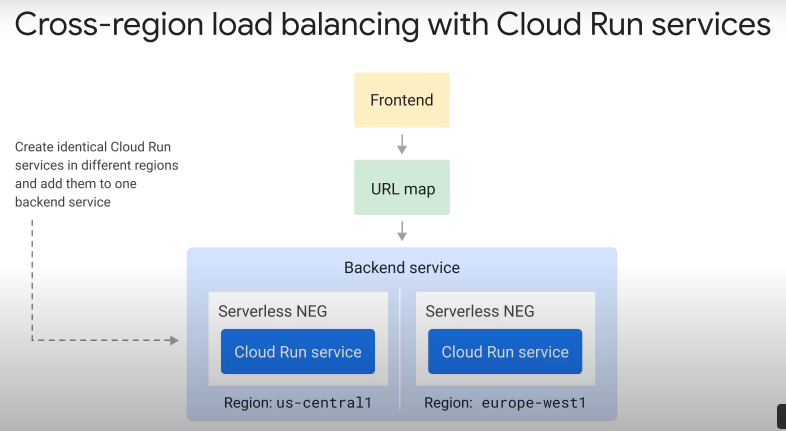 Cross-region load balancing with Cloud Run services
Frontend
Create identical Cloud Run
services in different regions
and add them to one
backend service
URL map
Backend service
Serverless NEG
Cloud Run service
Region: us-central1
Serverless NEG
Cloud Run service
Region: europe-west1